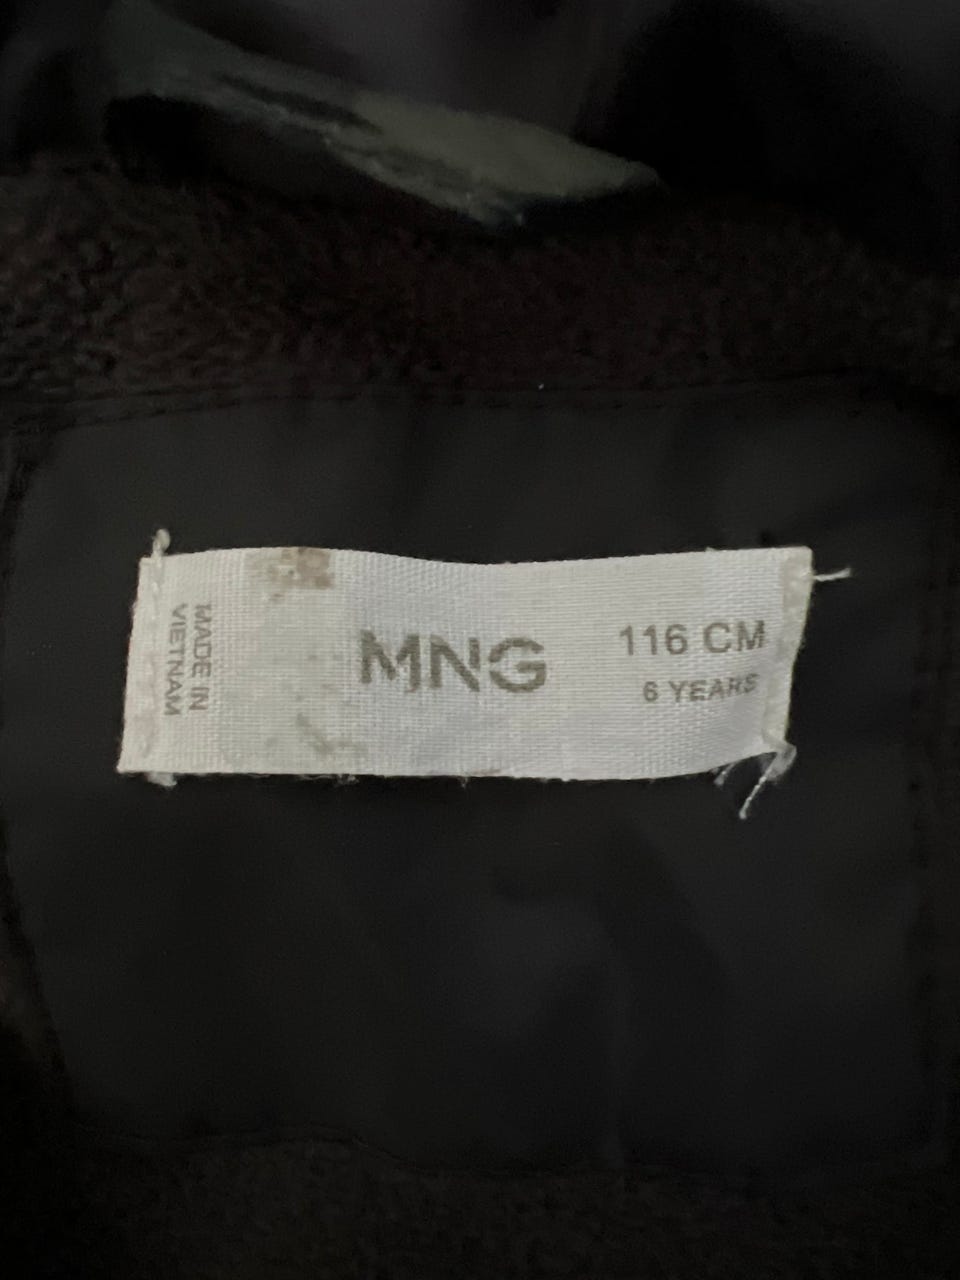 MADE IN
VIETNAM
MNG
116 CM
6 YEARS